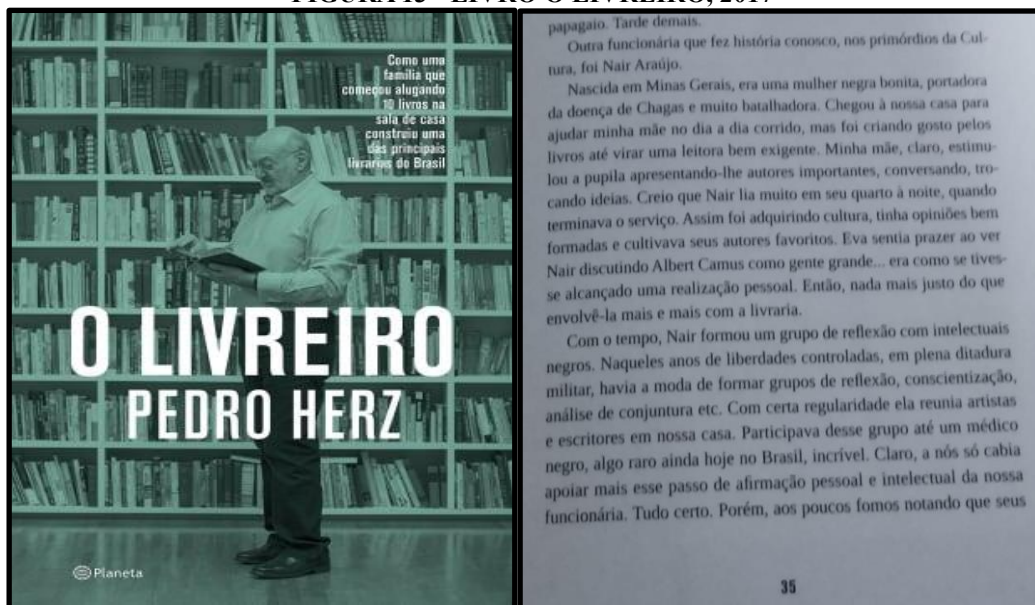 FIGURA 13 - LIVRO O LIVREIRO, 2017
Como uma
família que
começou alugando
10 livros na
sala de casa
construiu uma
das principais
livrarias do Brasil
O LIVREIRO
PEDRO HERZ
Planeta
papagaio. Tarde demais.
Outra funcionária que fez história conosco, nos primórdios da Cul-
tura, foi Nair Araújo.
Nascida em Minas Gerais, era uma mulher negra bonita, portadora
da doença de Chagas e muito batalhadora. Chegou à nossa casa para
ajudar minha mãe no dia a dia corrido, mas foi criando gosto pelos
livros até virar uma leitora bem exigente. Minha mãe, claro, estimu-
lou a pupila apresentando-lhe autores importantes, conversando, tro-
cando ideias. Creio que Nair lia muito em seu quarto à noite, quando
terminava o serviço. Assim foi adquirindo cultura, tinha opiniões bem
formadas e cultivava seus autores favoritos. Eva sentia prazer ao ver
Nair discutindo Albert Camus como gente grande... era como se tives-
se alcançado uma realização pessoal. Então, nada mais justo do que
envolvê-la mais e mais com a livraria.
Com o tempo, Nair formou um grupo de reflexão com intelectuais
negros. Naqueles anos de liberdades controladas, em plena ditadura
militar, havia a moda de formar grupos de reflexão, conscientização,
análise de conjuntura etc. Com certa regularidade ela reunia artistas
e escritores em nossa casa. Participava desse grupo até um médico
negro, algo raro ainda hoje no Brasil, incrível. Claro, a nós só cabia
apoiar mais esse passo de afirmação pessoal e intelectual da nossa
funcionária. Tudo certo. Porém, aos poucos fomos notando que seus
35